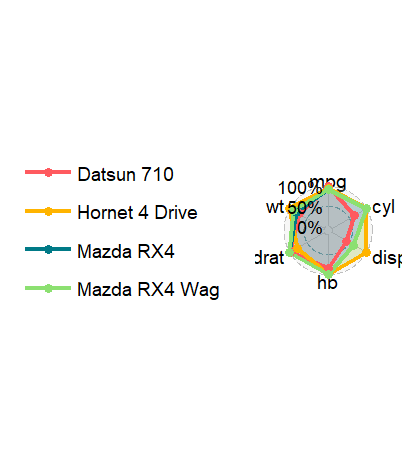 Datsun 710
Hornet 4 Drive
Mazda RX4
Mazda RX4 Wag
mpg
100%
wt
50%
cyl
0%
drat
disp
hp